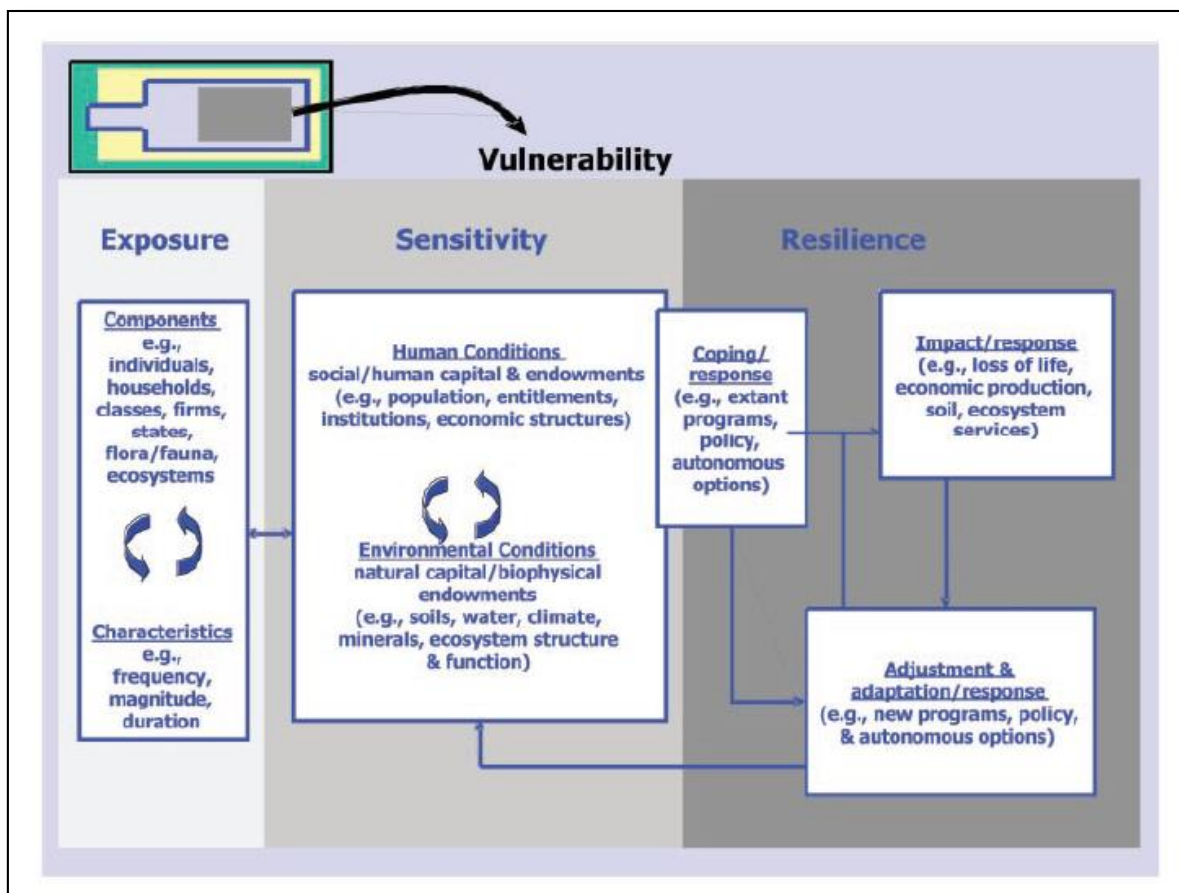 Vulnerability
Exposure
Sensitivity
Resilience
Components
e.g.,
individuals,
households,
classes, firms,
states,
flora/fauna,
ecosystems
Characteristics
e.g.,
frequency,
magnitude,
duration
Human Conditions
social/human capital & endowments
(e.g., population, entitlements,
institutions, economic structures)
Environmental Conditions
natural capital/biophysical
endowments
(e.g., soils, water, climate,
minerals, ecosystem structure
& function)
Coping/
response
(e.g., extant
programs,
policy,
autonomous
options)
Impact/response
(e.g., loss of life,
economic production,
soil, ecosystem
services)
Adjustment &
adaptation/response
(e.g., new programs, policy,
& autonomous options)